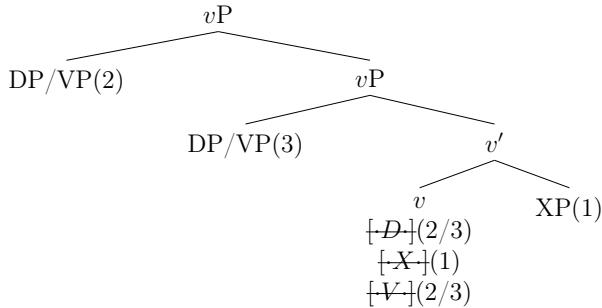 vP
DP/VP(2)
vP
DP/VP(3)
v′
v
XP(1)
[·D·](2/3)
[·X·](1)
[·V·](2/3)